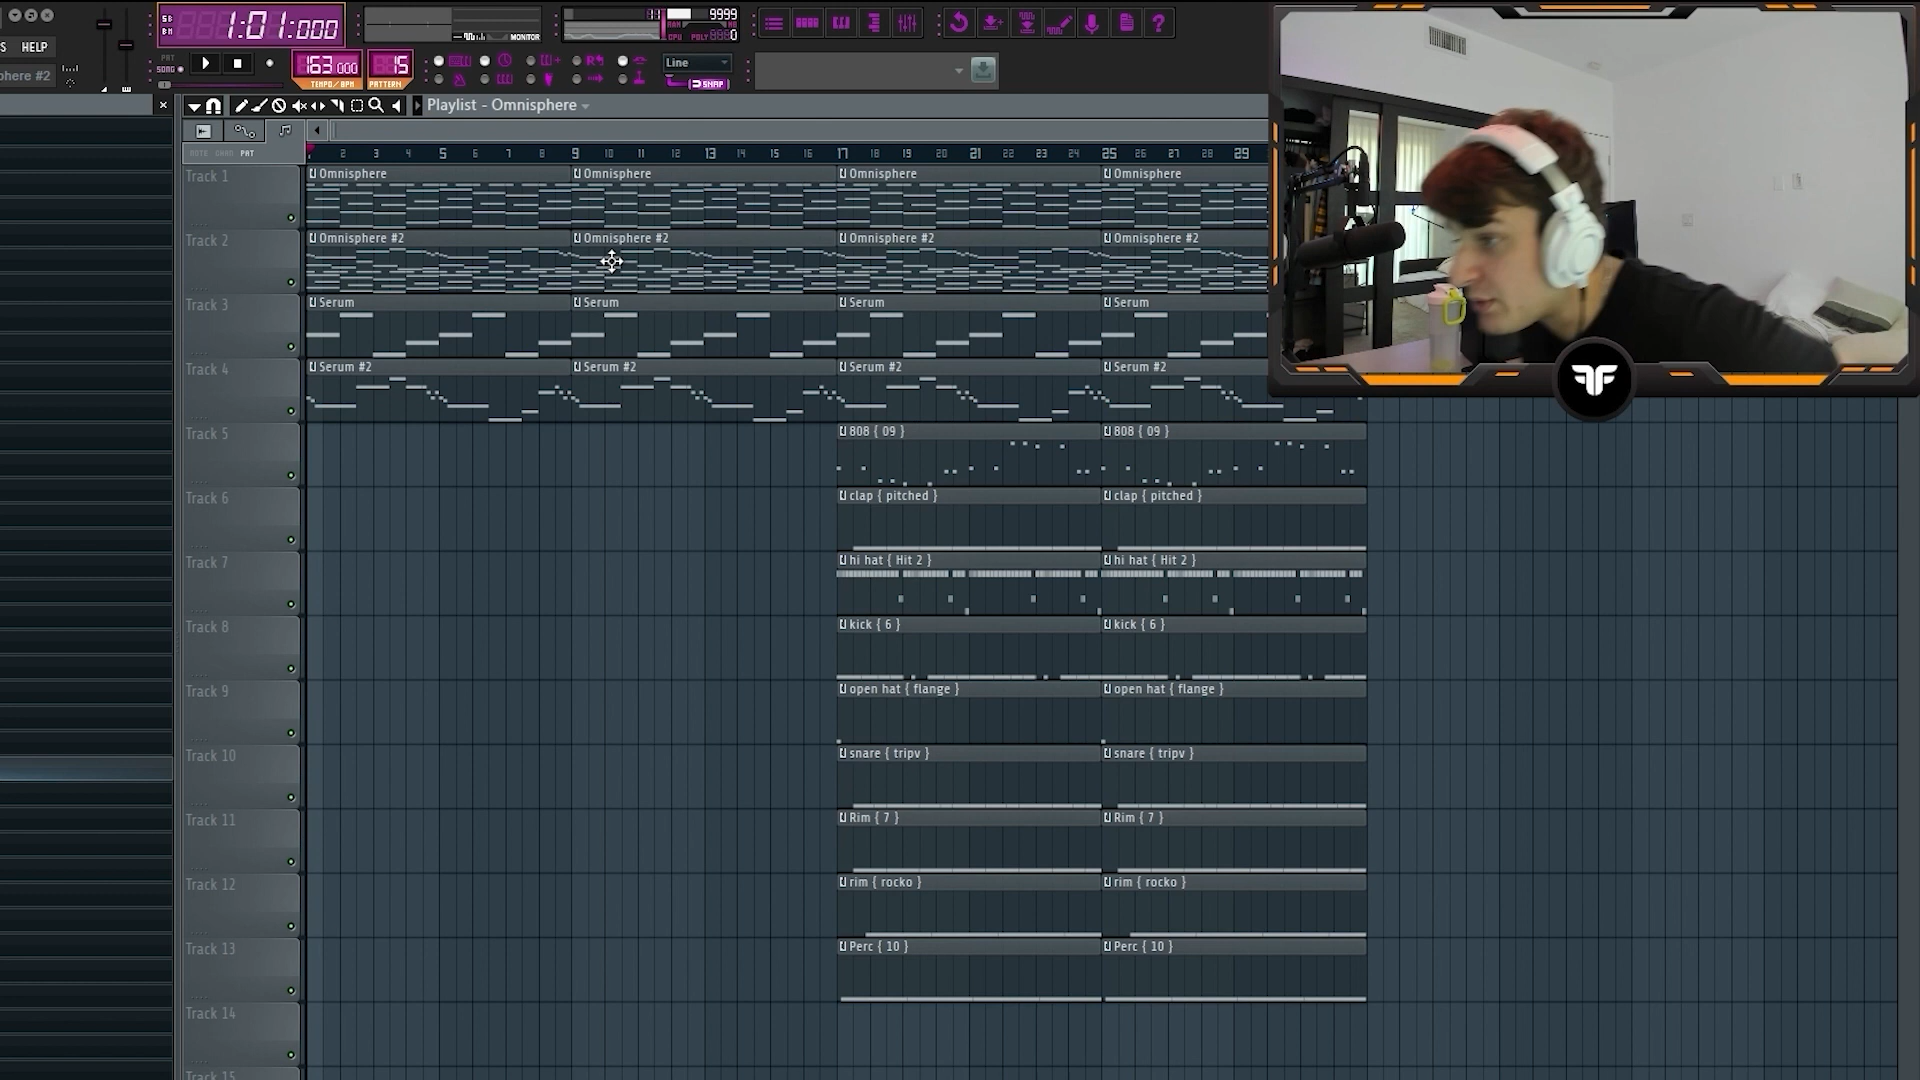 1:01:000
MONITOR
9999
S HELP
phere #2
163 000
TEMPO/BPM
15
PATTERN
Line
SNAP
Playlist - Omnisphere
NOTE CHAN PAT
2 3 4 5 6 7 8 9 10 11 12 13 14 15 16 17 18 19 20 21 22 23 24 25 26 27 28 29
Track 1
Omnisphere Omnisphere Omnisphere Omnisphere
Track 2
Omnisphere #2 Omnisphere #2 Omnisphere #2 Omnisphere #2
Track 3
Serum Serum Serum Serum
Track 4
Serum #2 Serum #2 Serum #2 Serum #2
Track 5
808 { 09 } 808 { 09 }
Track 6
clap { pitched } clap { pitched }
Track 7
hi hat { Hit 2 } hi hat { Hit 2 }
Track 8
kick { 6 } kick { 6 }
Track 9
open hat { flange } open hat { flange }
Track 10
snare { tripv } snare { tripv }
Track 11
Rim { 7 } Rim { 7 }
Track 12
rim { rocko } rim { rocko }
Track 13
Perc { 10 } Perc { 10 }
Track 14
Track 15